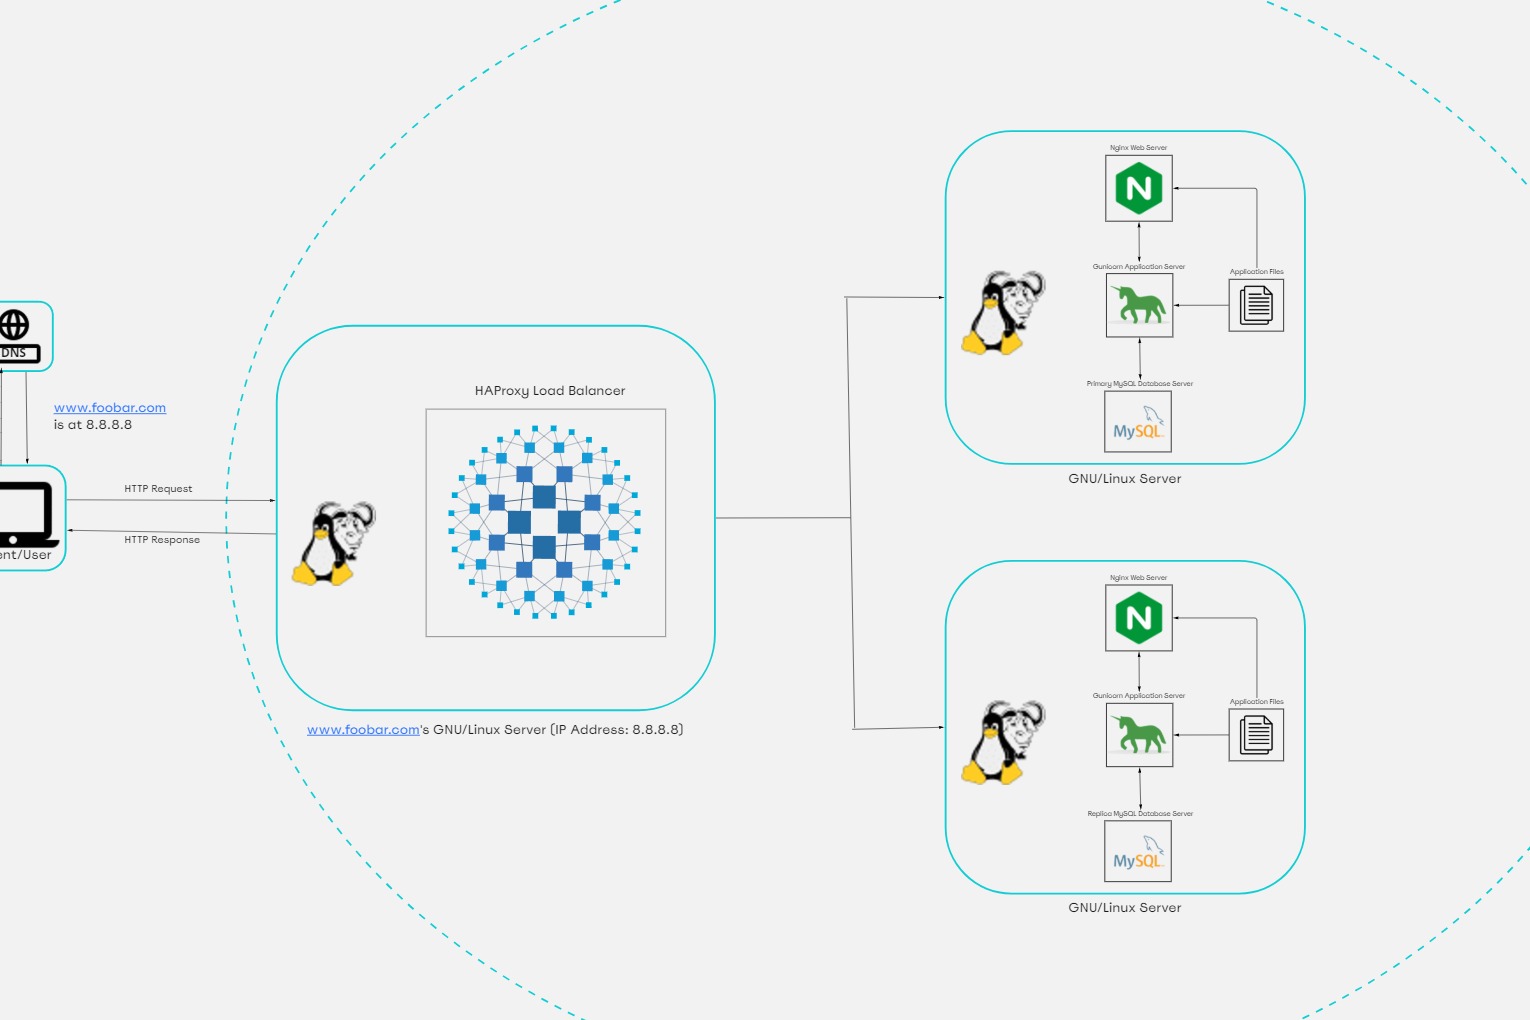 DNS
www.foobar.com
is at 8.8.8.8
ent/User
HTTP Request
HTTP Response
HAProxy Load Balancer
www.foobar.com's GNU/Linux Server (IP Address: 8.8.8.8)
Nginx Web Server
N
Gunicorn Application Server
Application Files
Primary MySQL Database Server
MySQL
GNU/Linux Server
Nginx Web Server
N
Gunicorn Application Server
Application Files
Replica MySQL Database Server
MySQL
GNU/Linux Server